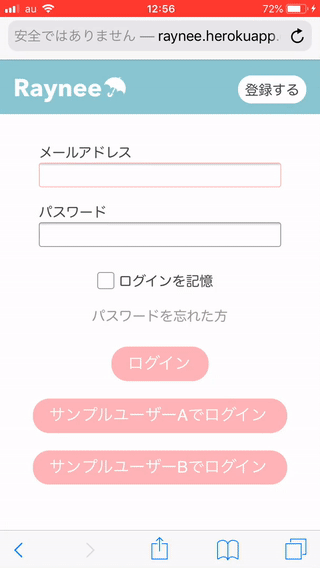 au 12:56 72%
安全ではありません — raynee.herokuapp.
Raynee
登録する
メールアドレス
パスワード
ログインを記憶
パスワードを忘れた方
ログイン
サンプルユーザーAでログイン
サンプルユーザーBでログイン